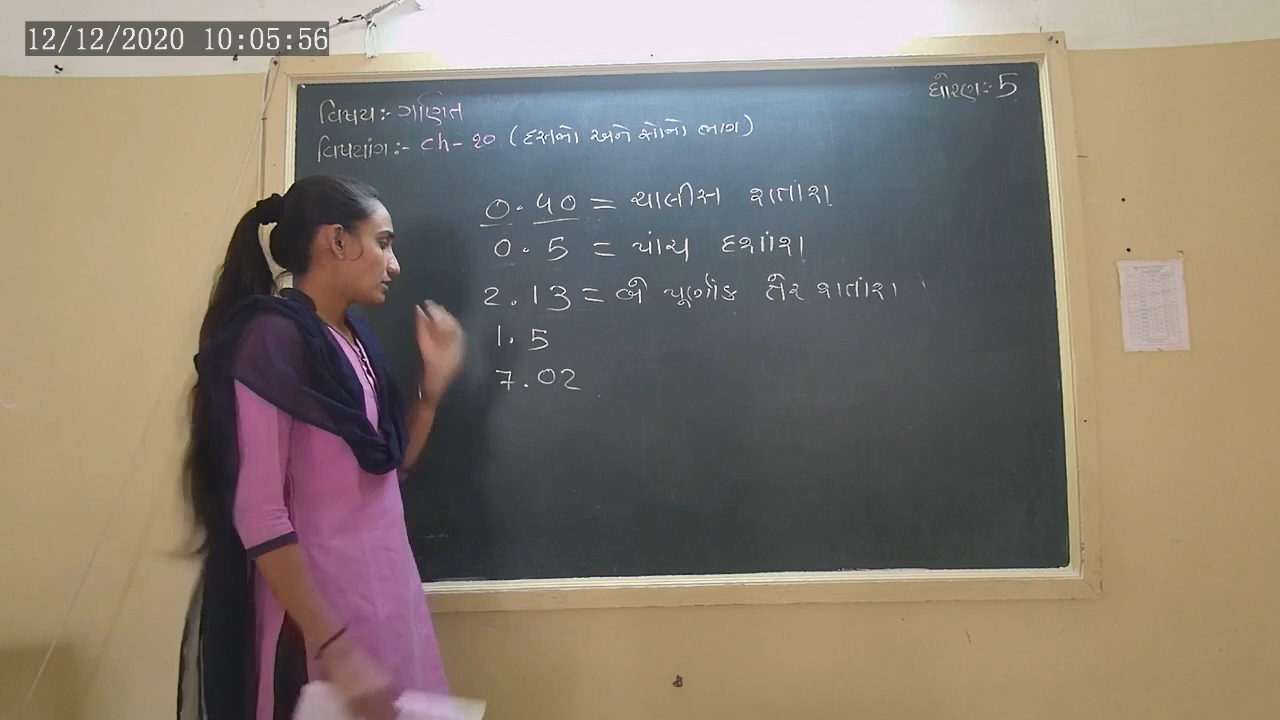 12/12/2020 10:05:56
ધોરણ:- 5
વિષય:- ગણિત
વિષયાંગ:- ch - ૧૦ (દસમો અને સોમો ભાગ)
0.40 = ચાલીસ શતાંશ
0.5 = પાંચ દશાંશ
2.13 = બે પૂર્ણાંક તેર શતાંશ
1.5
7.02